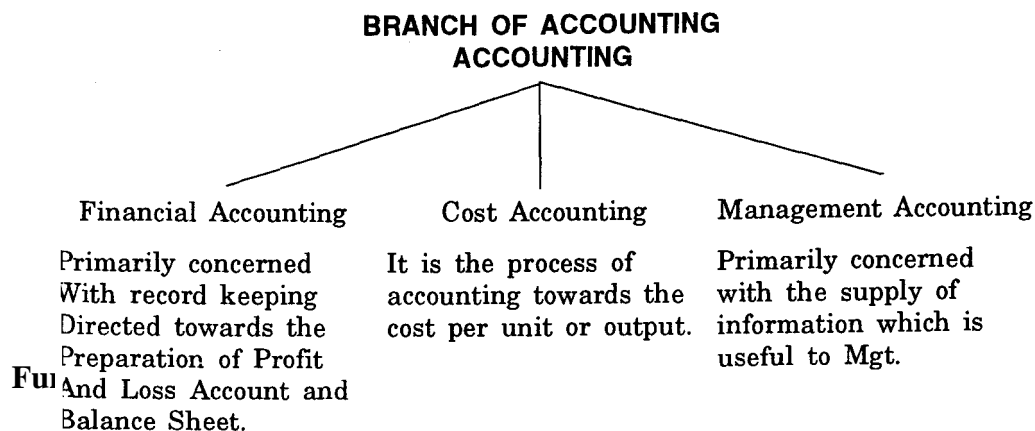 BRANCH OF ACCOUNTING
ACCOUNTING
Financial Accounting
Primarily concerned
With record keeping
Directed towards the
Preparation of Profit
And Loss Account and
Balance Sheet.
Cost Accounting
It is the process of
accounting towards the
cost per unit or output.
Management Accounting
Primarily concerned
with the supply of
information which is
useful to Mgt.